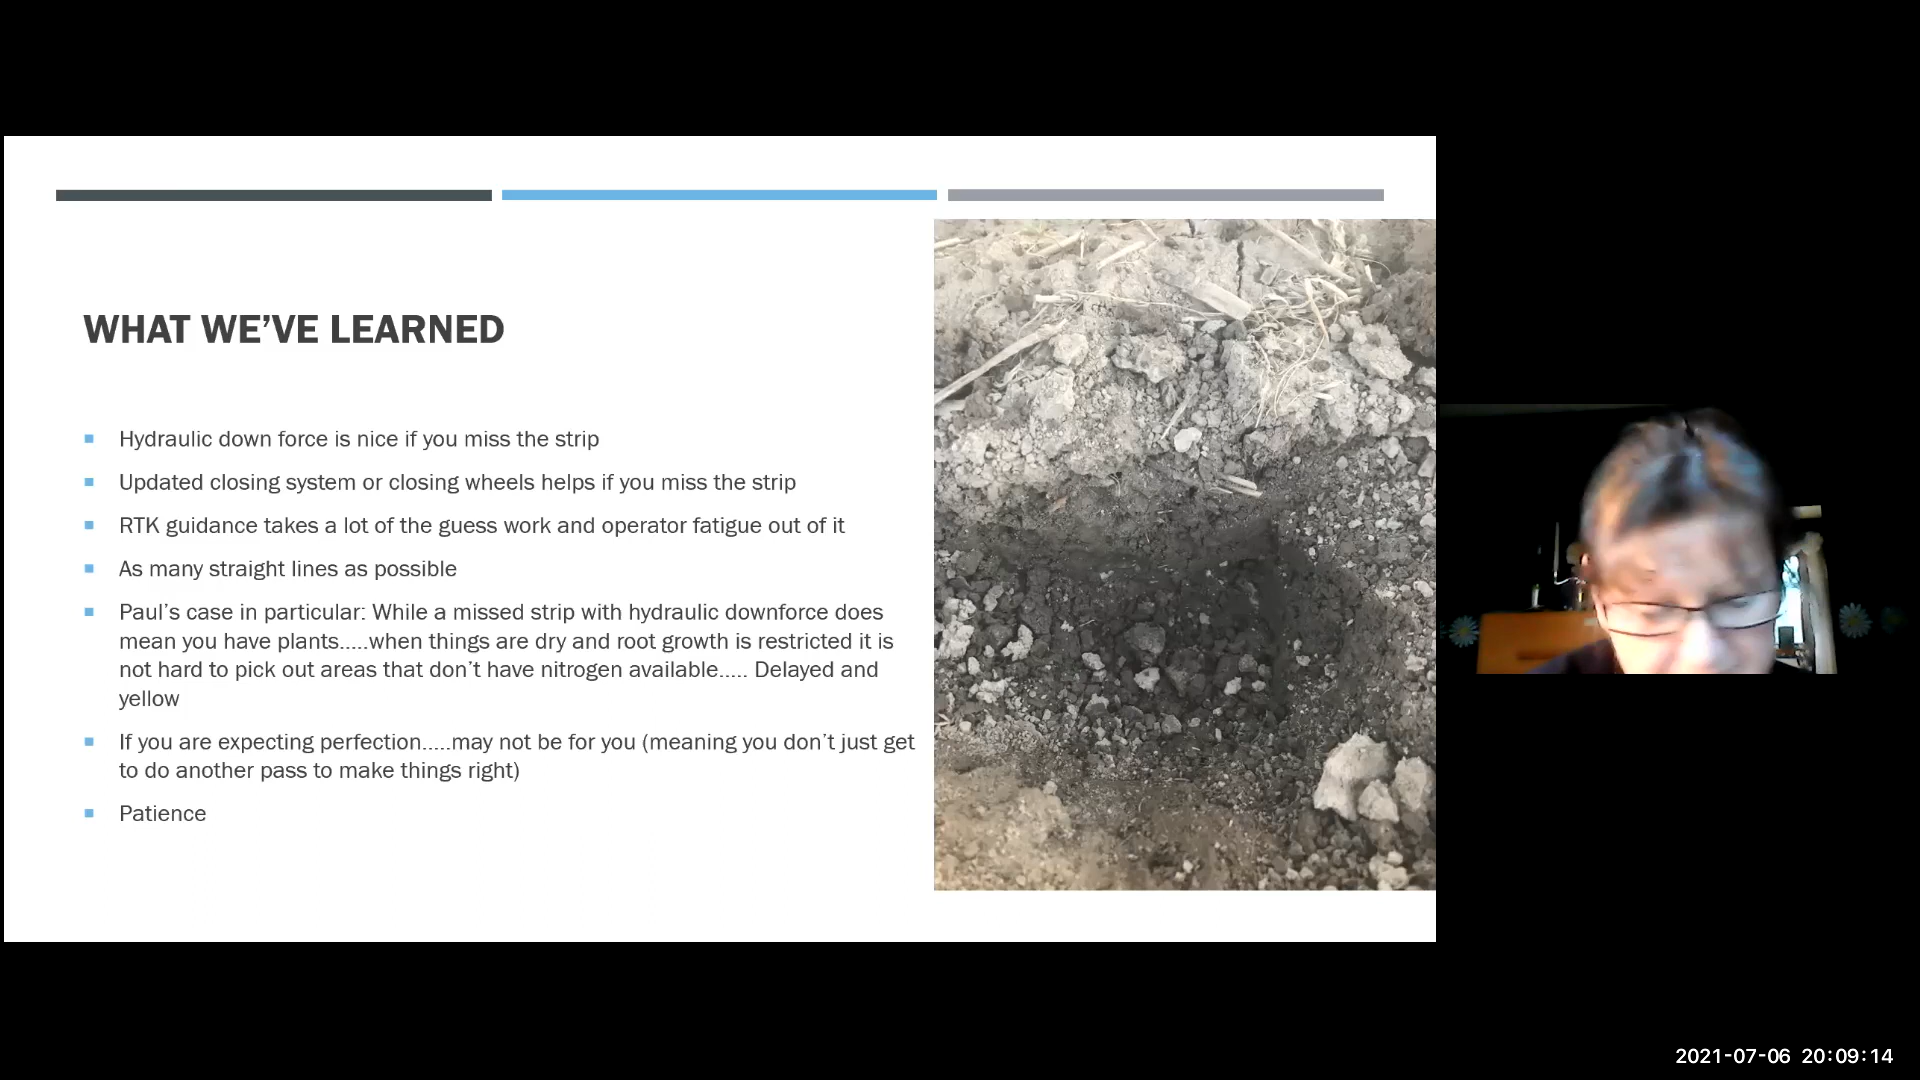 WHAT WE'VE LEARNED
Hydraulic down force is nice if you miss the strip
Updated closing system or closing wheels helps if you miss the strip
RTK guidance takes a lot of the guess work and operator fatigue out of it
As many straight lines as possible
Paul's case in particular: While a missed strip with hydraulic downforce does
mean you have plants.....when things are dry and root growth is restricted it is
not hard to pick out areas that don't have nitrogen available..... Delayed and
yellow
If you are expecting perfection.....may not be for you (meaning you don't just get
to do another pass to make things right)
Patience
2021-07-06 20:09:14